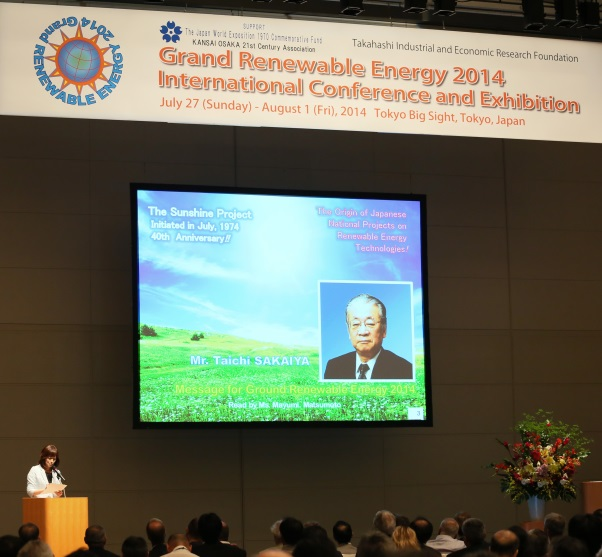 Grand RENEWABLE ENERGY 2014
SUPPORT
The Japan World Exposition 1970 Commemorative Fund
KANSAI OSAKA 21st Century Association
Takahashi Industrial and Economic Research Foundation
Grand Renewable Energy 2014
International Conference and Exhibition
July 27 (Sunday) - August 1 (Fri), 2014 Tokyo Big Sight, Tokyo, Japan
The Sunshine Project
Initiated in July, 1974
40th Anniversary!!
The Origin of Japanese
National Projects on
Renewable Energy
Technologies!
Mr. Taichi SAKAIYA
Message for Ground Renewable Energy 2014
Read by Ms. Mayumi Matsumoto